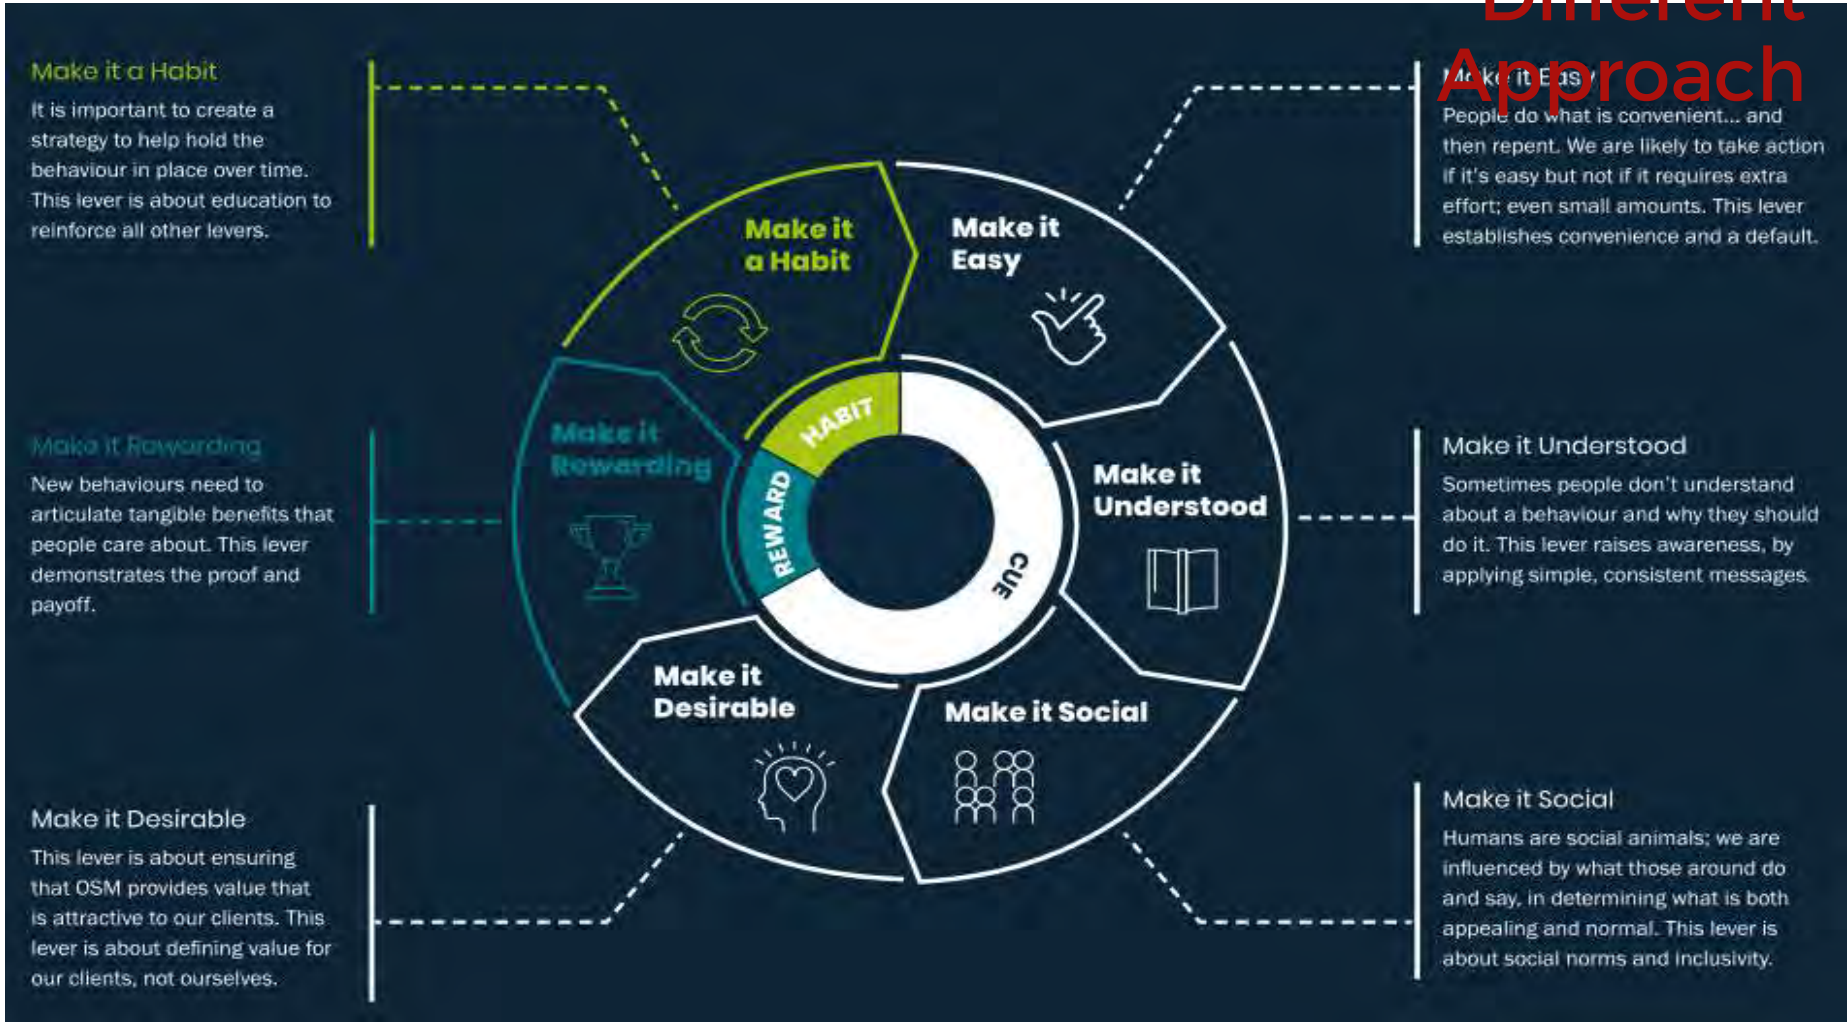 Different
Approach
Make it a Habit
It is important to create a
strategy to help hold the
behaviour in place over time.
This lever is about education to
reinforce all other levers.
Make it Rewarding
New behaviours need to
articulate tangible benefits that
people care about. This lever
demonstrates the proof and
payoff.
Make it Desirable
This lever is about ensuring
that OSM provides value that
is attractive to our clients. This
lever is about defining value for
our clients, not ourselves.
Make it
a Habit
Make it
Easy
Make it
Rewarding
Make it
Understood
Make it
Desirable
Make it Social
HABIT
REWARD
CUE
Make it Easy
People do what is convenient... and
then repent. We are likely to take action
if it's easy but not if it requires extra
effort; even small amounts. This lever
establishes convenience and a default.
Make it Understood
Sometimes people don't understand
about a behaviour and why they should
do it. This lever raises awareness, by
applying simple, consistent messages.
Make it Social
Humans are social animals; we are
influenced by what those around do
and say, in determining what is both
appealing and normal. This lever is
about social norms and inclusivity.